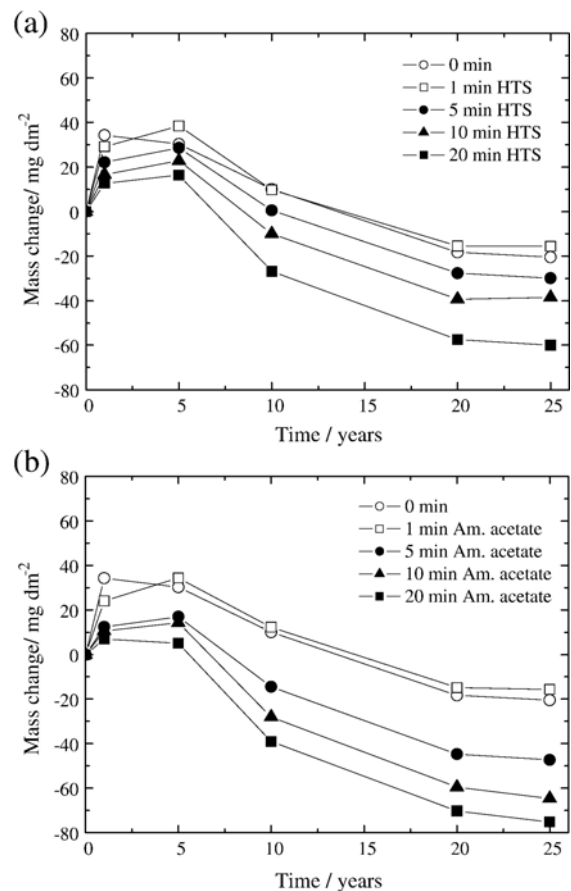 (a)
80
60
40
20
0
-20
-40
-60
-80
Mass change/ mg dm-2
0 min
1 min HTS
5 min HTS
10 min HTS
20 min HTS
0 5 10 15 20 25
Time / years
(b)
80
60
40
20
0
-20
-40
-60
-80
Mass change/ mg dm-2
0 min
1 min Am. acetate
5 min Am. acetate
10 min Am. acetate
20 min Am. acetate
0 5 10 15 20 25
Time / years